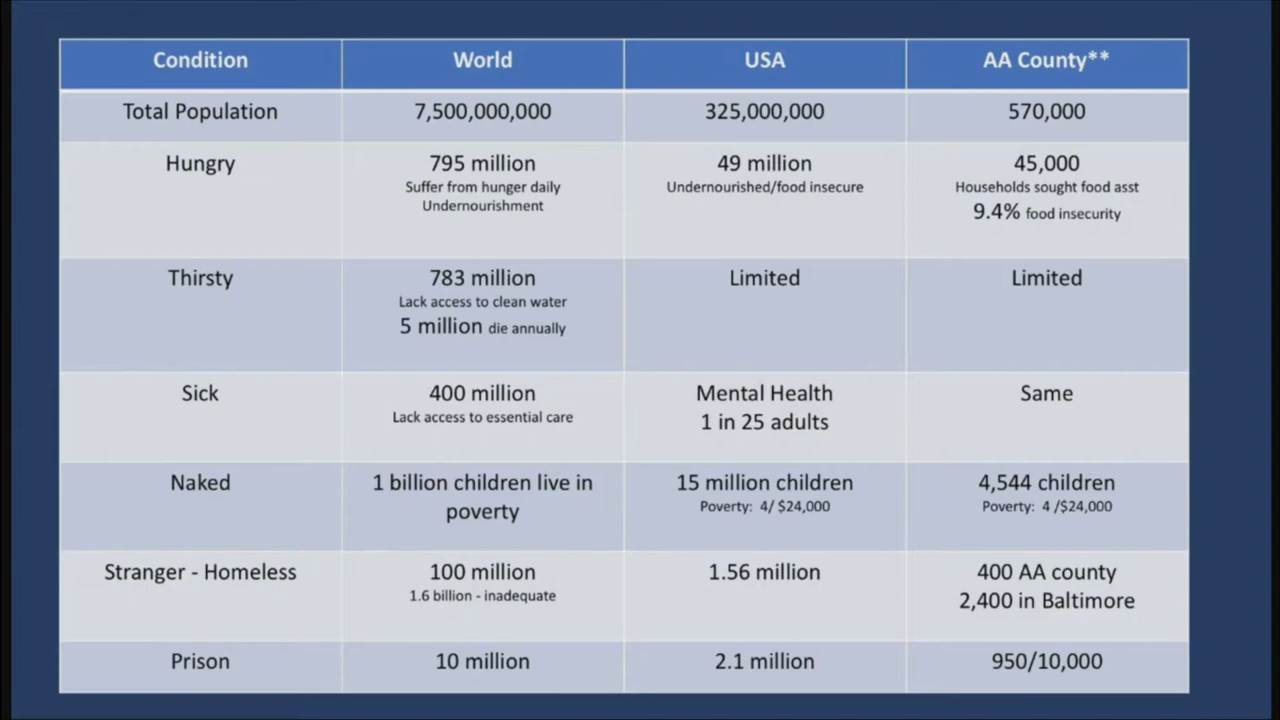 Condition World USA AA County**
Total Population 7,500,000,000 325,000,000 570,000
Hungry 795 million 49 million 45,000
Suffer from hunger daily Undernourished/food insecure Households sought food asst
Undernourishment 9.4% food insecurity
Thirsty 783 million Limited Limited
Lack access to clean water
5 million die annually
Sick 400 million Mental Health Same
Lack access to essential care 1 in 25 adults
Naked 1 billion children live in 15 million children 4,544 children
poverty Poverty: 4/ $24,000 Poverty: 4 /$24,000
Stranger - Homeless 100 million 1.56 million 400 AA county
1.6 billion - inadequate 2,400 in Baltimore
Prison 10 million 2.1 million 950/10,000